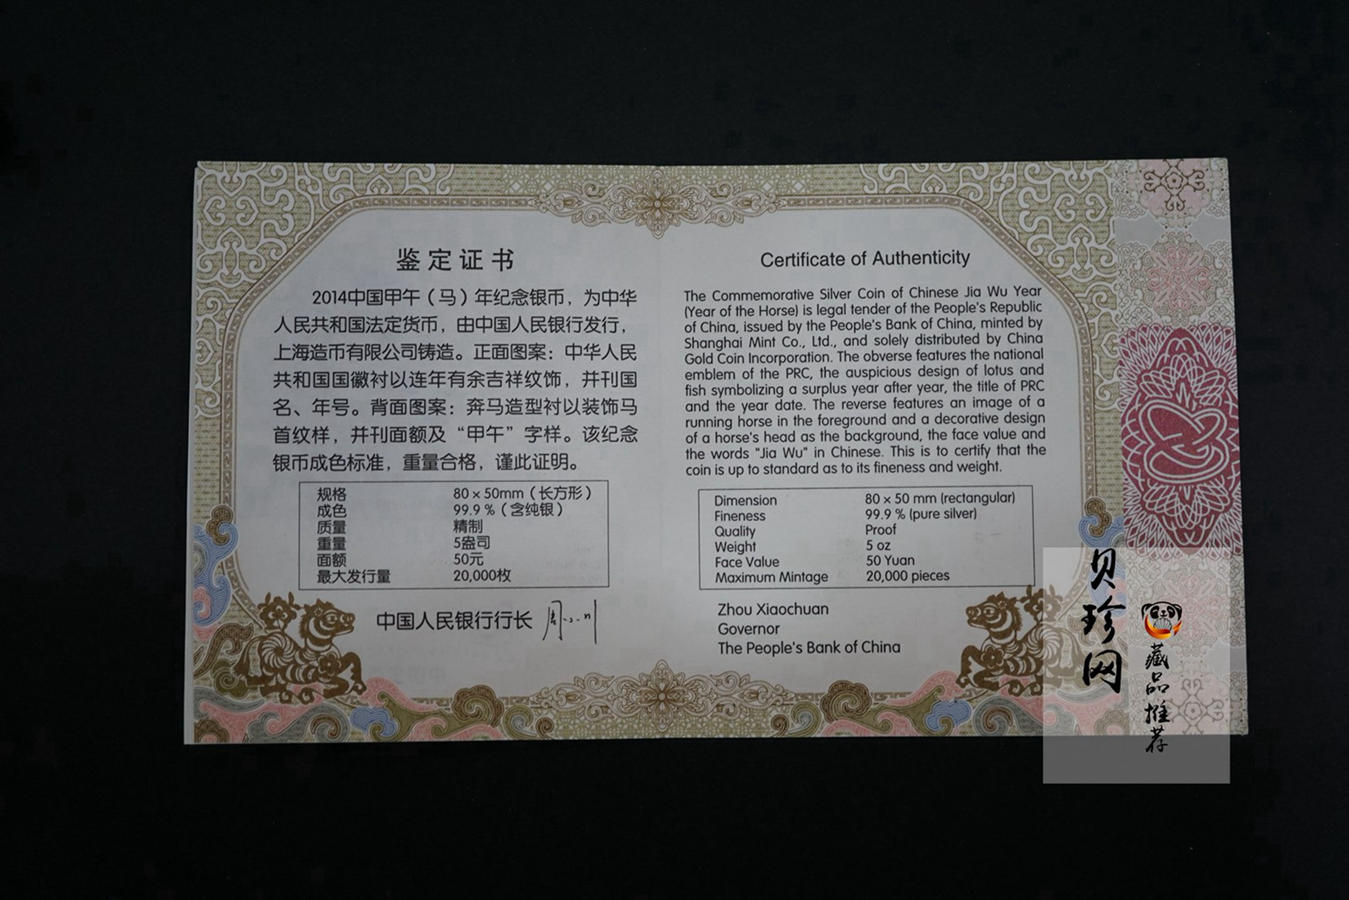 鉴定证书
2014中国甲午（马）年纪念银币，为中华
人民共和国法定货币，由中国人民银行发行，
上海造币有限公司铸造。正面图案：中华人民
共和国国徽衬以连年有余吉祥纹饰，并刊国
名、年号。背面图案：奔马造型衬以装饰马
首纹样，并刊面额及“甲午”字样。该纪念
银币成色标准，重量合格，谨此证明。
规格 80×50mm（长方形）
成色 99.9％（含纯银）
质量 精制
重量 5盎司
面额 50元
最大发行量 20,000枚
中国人民银行行长
Certificate of Authenticity
The Commemorative Silver Coin of Chinese Jia Wu Year
(Year of the Horse) is legal tender of the People's Republic
of China, issued by the People's Bank of China, minted by
Shanghai Mint Co., Ltd., and solely distributed by China
Gold Coin Incorporation. The obverse features the national
emblem of the PRC, the auspicious design of lotus and
fish symbolizing a surplus year after year, the title of PRC
and the year date. The reverse features an image of a
running horse in the foreground and a decorative design
of a horse's head as the background, the face value and
the words "Jia Wu" in Chinese. This is to certify that the
coin is up to standard as to its fineness and weight.
Dimension 80×50 mm (rectangular)
Fineness 99.9 % (pure silver)
Quality Proof
Weight 5 oz
Face Value 50 Yuan
Maximum Mintage 20,000 pieces
Zhou Xiaochuan
Governor
The People's Bank of China
贝珍网
藏品推荐